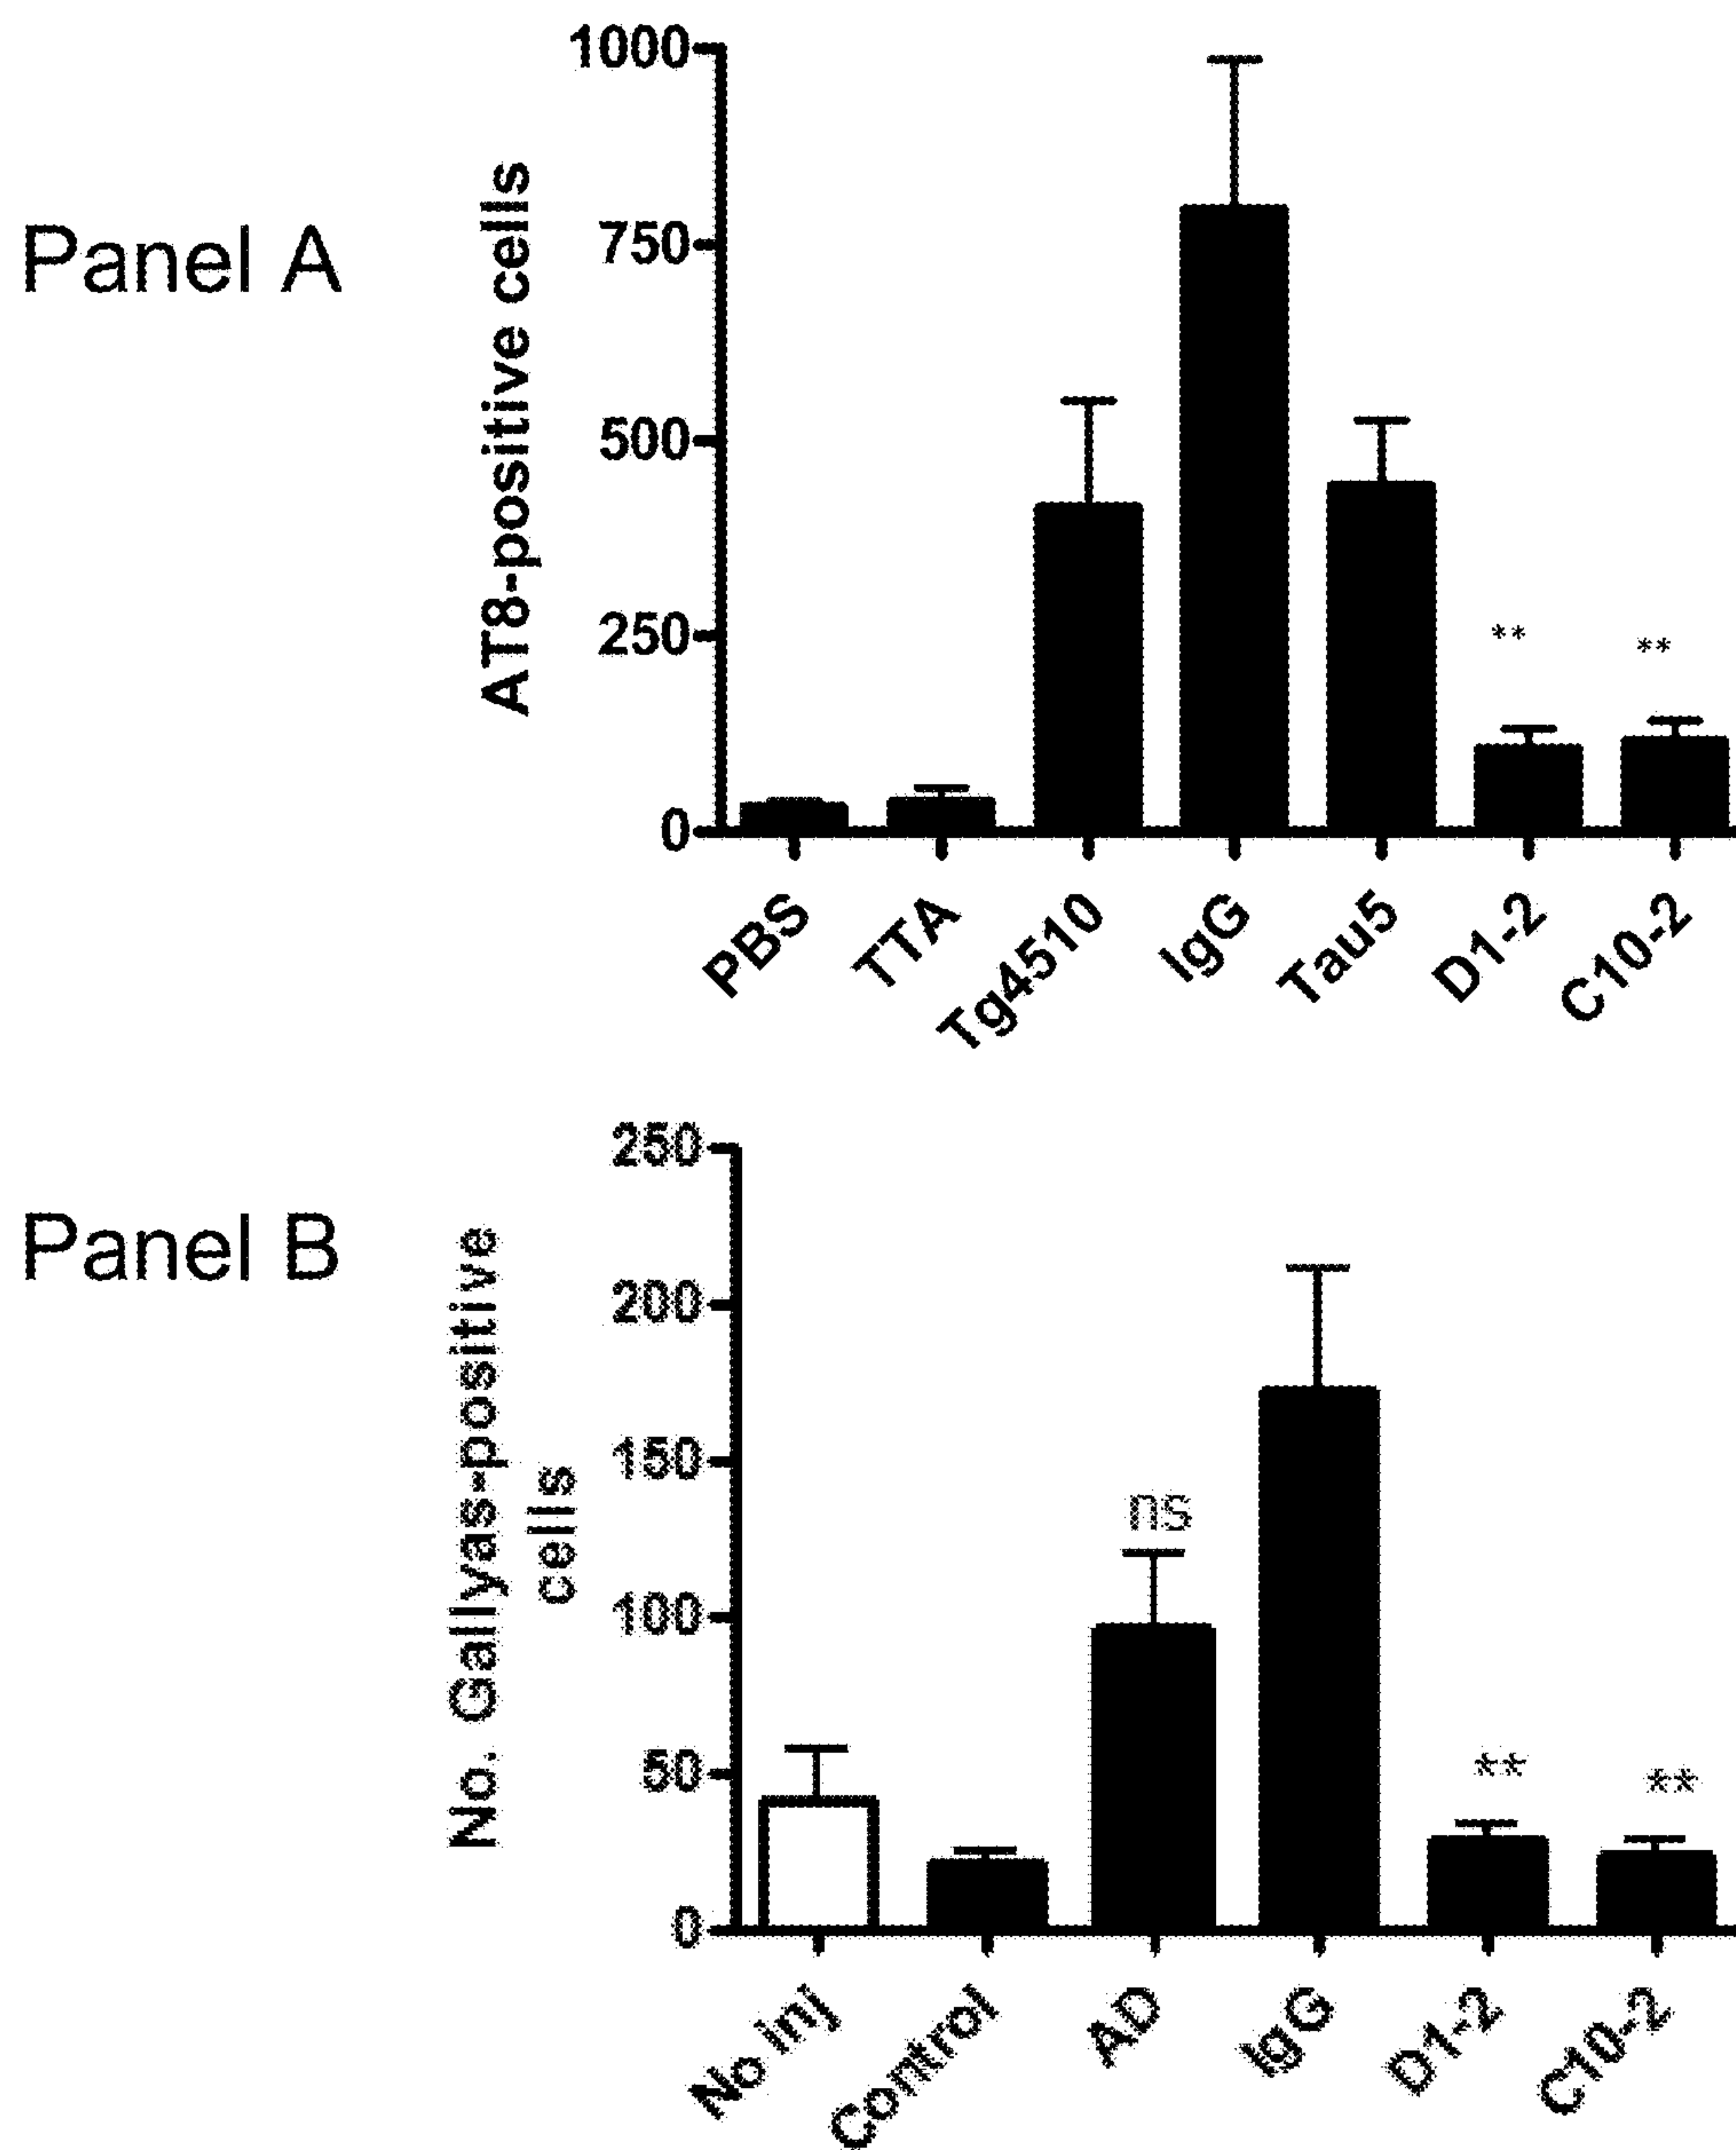 Panel A
AT8-positive cells
1000
750
500
250
0
**
**
PBS
TTA
Tg4510
IgG
Tau5
D1-2
C10-2
Panel B
No. Gallyas-positive
cells
250
200
150
100
50
0
ns
**
**
No inj
Control
AD
IgG
D1-2
C10-2